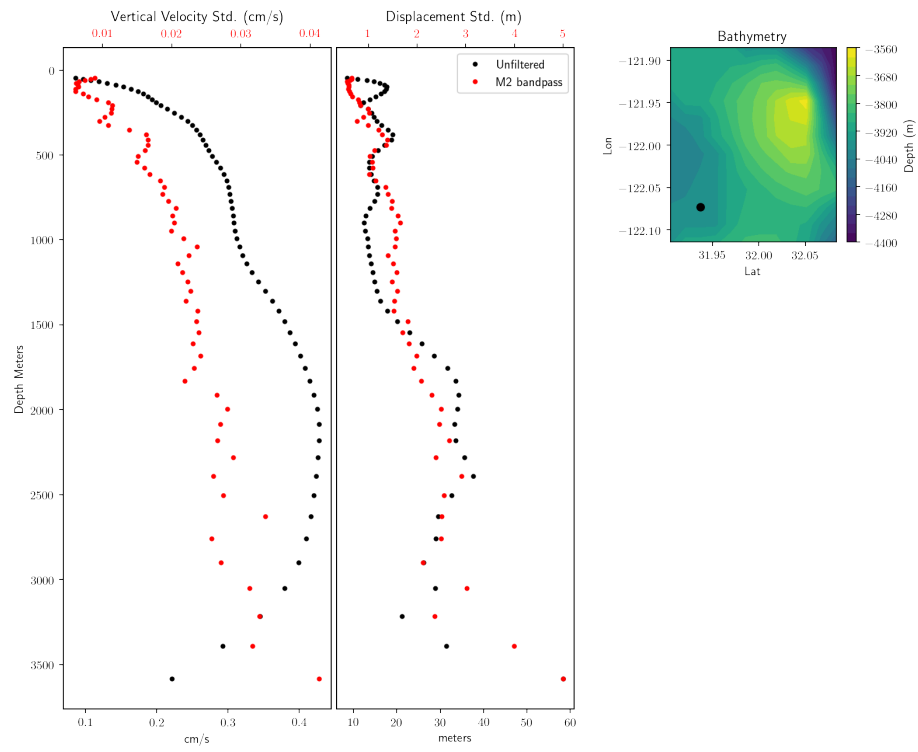 Vertical Velocity Std. (cm/s)
0.01 0.02 0.03 0.04
Displacement Std. (m)
1 2 3 4 5
Unfiltered
M2 bandpass
0
500
1000
1500
2000
2500
3000
3500
Depth Meters
0.1 0.2 0.3 0.4
cm/s
10 20 30 40 50 60
meters
Bathymetry
−121.90
−121.95
−122.00
−122.05
−122.10
Lon
31.95 32.00 32.05
Lat
−3560
−3680
−3800
−3920
−4040
−4160
−4280
−4400
Depth (m)